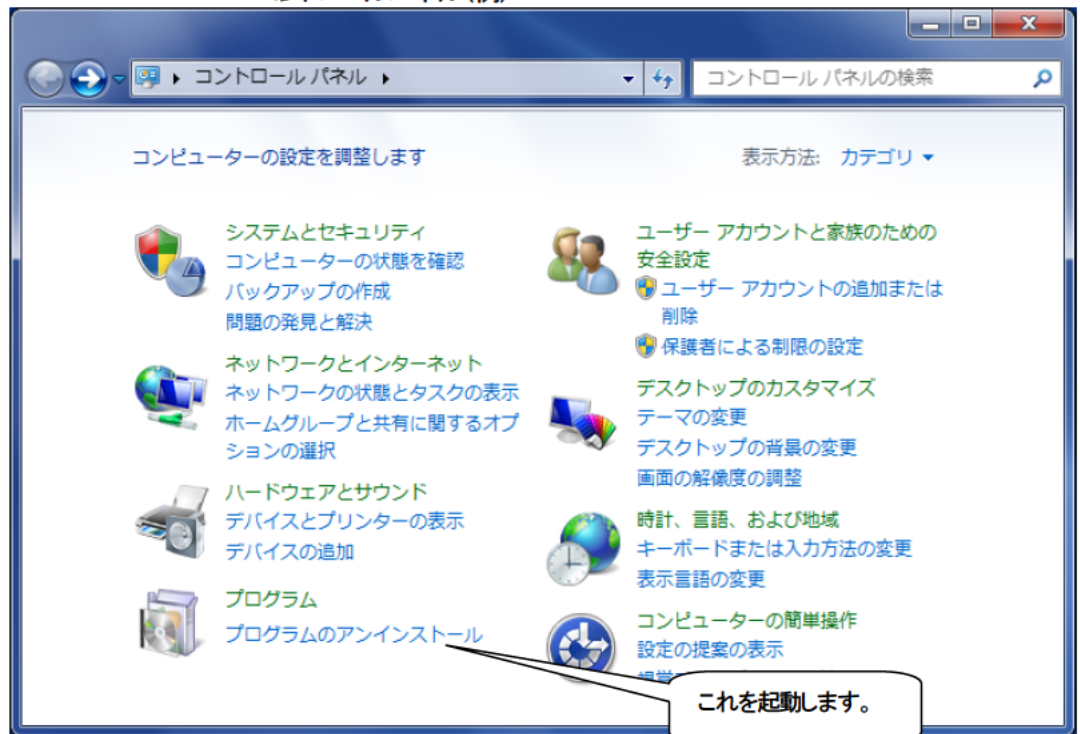 コントロール パネル
コントロール パネルの検索
コンピューターの設定を調整します
表示方法: カテゴリ
システムとセキュリティ
コンピューターの状態を確認
バックアップの作成
問題の発見と解決
ネットワークとインターネット
ネットワークの状態とタスクの表示
ホームグループと共有に関するオプ
ションの選択
ハードウェアとサウンド
デバイスとプリンターの表示
デバイスの追加
プログラム
プログラムのアンインストール
ユーザー アカウントと家族のための
安全設定
ユーザー アカウントの追加または
削除
保護者による制限の設定
デスクトップのカスタマイズ
テーマの変更
デスクトップの背景の変更
画面の解像度の調整
時計、言語、および地域
キーボードまたは入力方法の変更
表示言語の変更
コンピューターの簡単操作
設定の提案の表示
これを起動します。